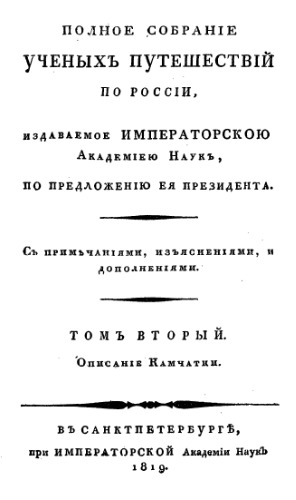 ПОЛНОЕ СОБРАНІЕ
УЧЕНЫХЪ ПУТЕШЕСТВІЙ
ПО РОССІИ,
ИЗДАВАЕМОЕ ИМПЕРАТОРСКОЮ
АКАДЕМІЕЮ НАУКЪ,
ПО ПРЕДЛОЖЕНІЮ ЕЯ ПРЕЗИДЕНТА.
Съ примѣчаніями, изъясненіями, и
дополненіями.
ТОМЪ ВТОРЫЙ.
Описаніе Камчатки.
ВЪ САНКТПЕТЕРБУРГѢ,
при ИМПЕРАТОРСКОЙ Академіи Наукъ
1819.